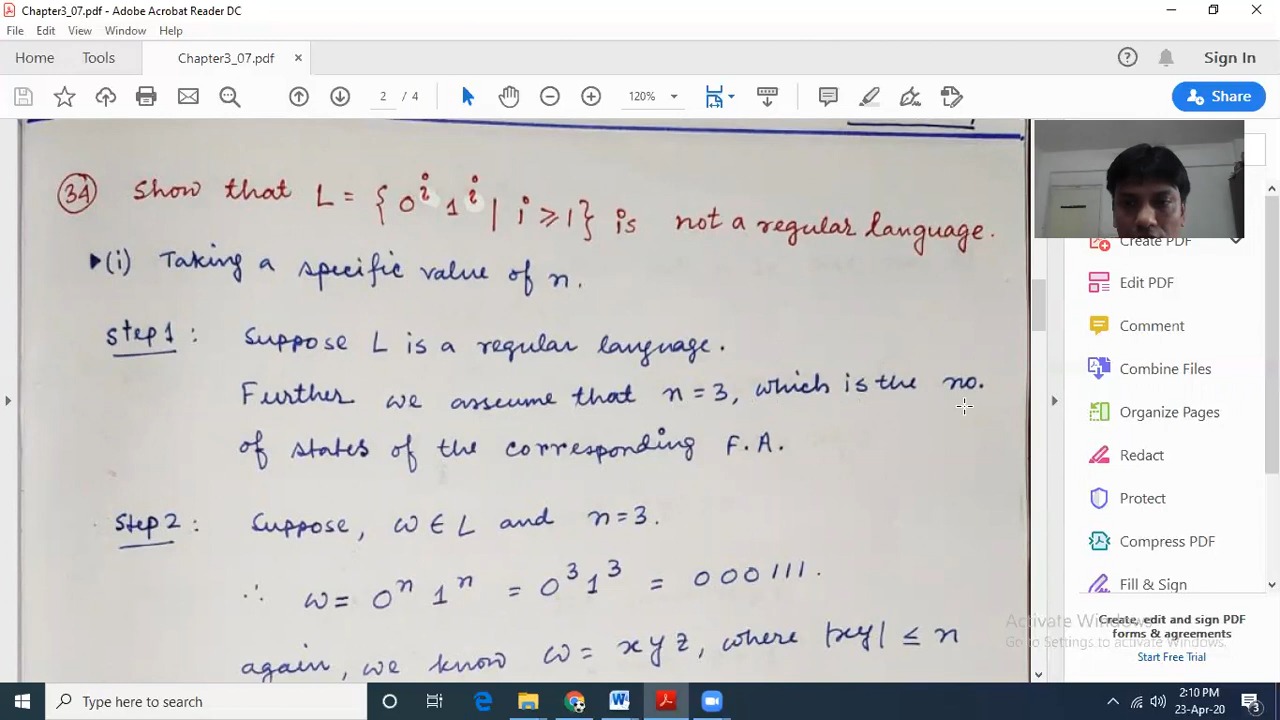 Chapter3_07.pdf - Adobe Acrobat Reader DC
File Edit View Window Help
Home Tools Chapter3_07.pdf × Sign In
2 / 4 120% Share
34 Show that L = { 0ⁱ 1ⁱ | i ≥ 1 } is not a regular language.
(i) Taking a specific value of n.
Step 1 : Suppose L is a regular language.
Further we assume that n = 3, which is the no.
of states of the corresponding F.A.
Step 2 : Suppose, ω ∈ L and n = 3.
∴ ω = 0ⁿ 1ⁿ = 0³ 1³ = 000111.
again, we know ω = x y z, where |xy| ≤ n
Create PDF
Edit PDF
Comment
Combine Files
Organize Pages
Redact
Protect
Compress PDF
Fill & Sign
Activate Windows
Go to Settings to activate Windows.
Create, edit and sign PDF
forms & agreements
Start Free Trial
Type here to search
2:10 PM
23-Apr-20
3